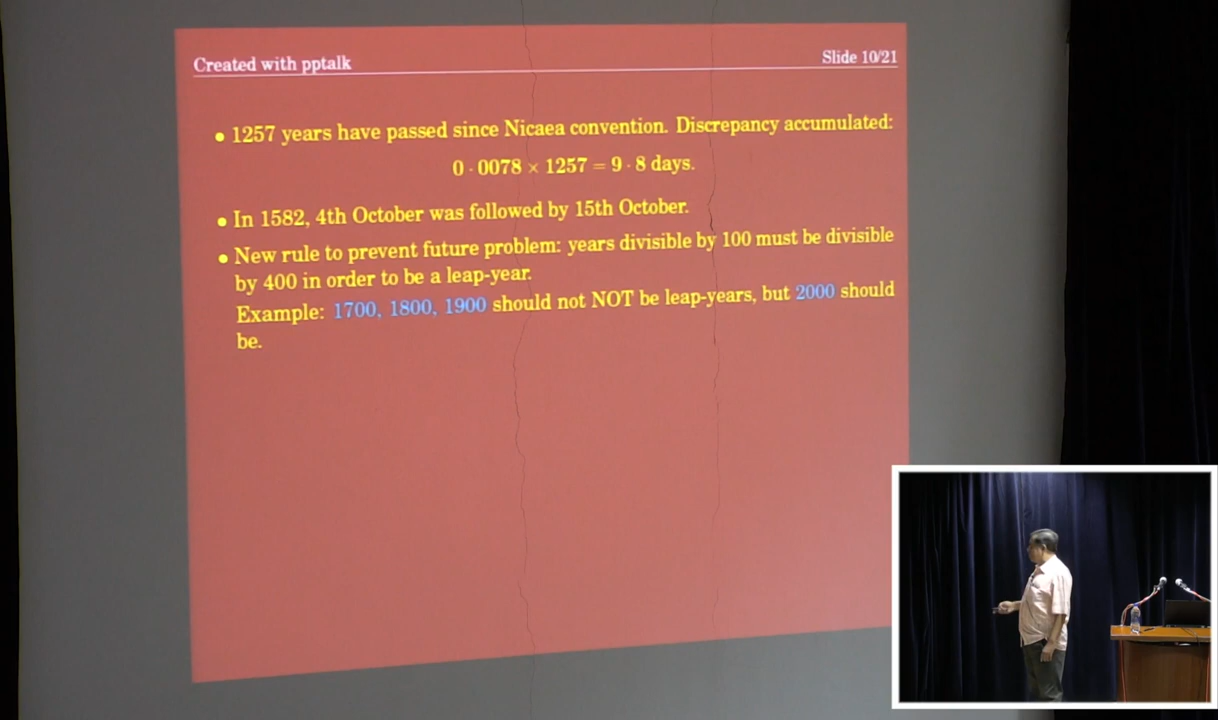 Created with pptalk
Slide 10/21
• 1257 years have passed since Nicaea convention. Discrepancy accumulated:
0 · 0078 × 1257 = 9 · 8 days.
• In 1582, 4th October was followed by 15th October.
• New rule to prevent future problem: years divisible by 100 must be divisible
by 400 in order to be a leap-year.
Example: 1700, 1800, 1900 should not NOT be leap-years, but 2000 should
be.